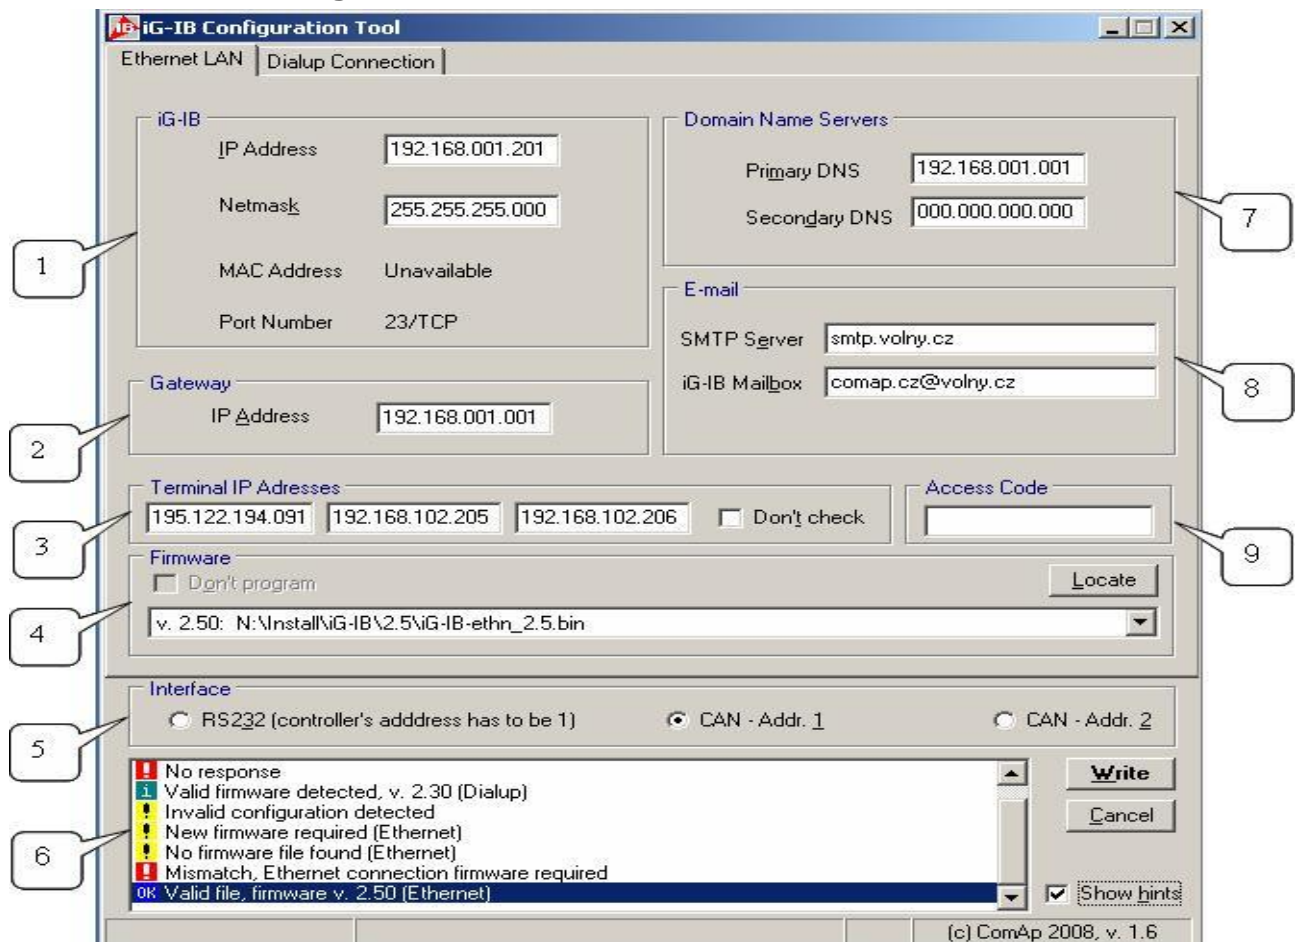 iG-IB Configuration Tool
Ethernet LAN
Dialup Connection
iG-IB
IP Address 192.168.001.201
Netmask 255.255.255.000
MAC Address Unavailable
Port Number 23/TCP
1
Domain Name Servers
Primary DNS 192.168.001.001
Secondary DNS 000.000.000.000
7
E-mail
SMTP Server smtp.volny.cz
iG-IB Mailbox comap.cz@volny.cz
8
Gateway
IP Address 192.168.001.001
2
Terminal IP Adresses
195.122.194.091 192.168.102.205 192.168.102.206 Don't check
3
Access Code
9
Firmware
Don't program
Locate
v. 2.50: N:\Install\iG-IB\2.5\iG-IB-ethn_2.5.bin
4
Interface
RS232 (controller's adddress has to be 1) CAN - Addr. 1 CAN - Addr. 2
5
! No response
i Valid firmware detected, v. 2.30 (Dialup)
! Invalid configuration detected
! New firmware required (Ethernet)
! No firmware file found (Ethernet)
! Mismatch, Ethernet connection firmware required
OK Valid file, firmware v. 2.50 (Ethernet)
6
Write
Cancel
Show hints
(c) ComAp 2008, v. 1.6